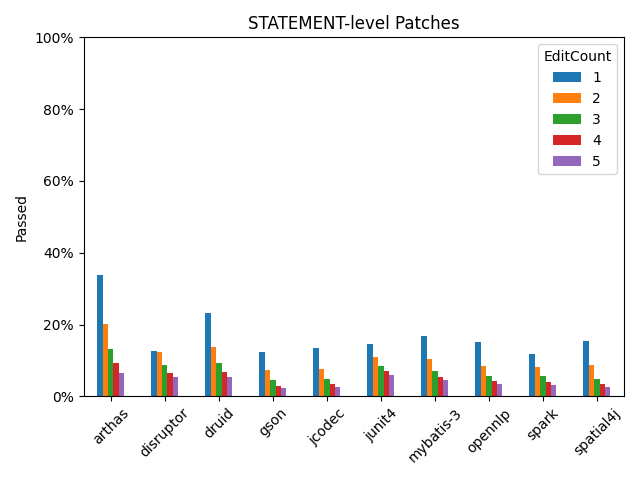 STATEMENT-level Patches
100%
80%
60%
40%
20%
0%
Passed
EditCount
1
2
3
4
5
arthas
disruptor
druid
gson
jcodec
junit4
mybatis-3
opennlp
spark
spatial4j